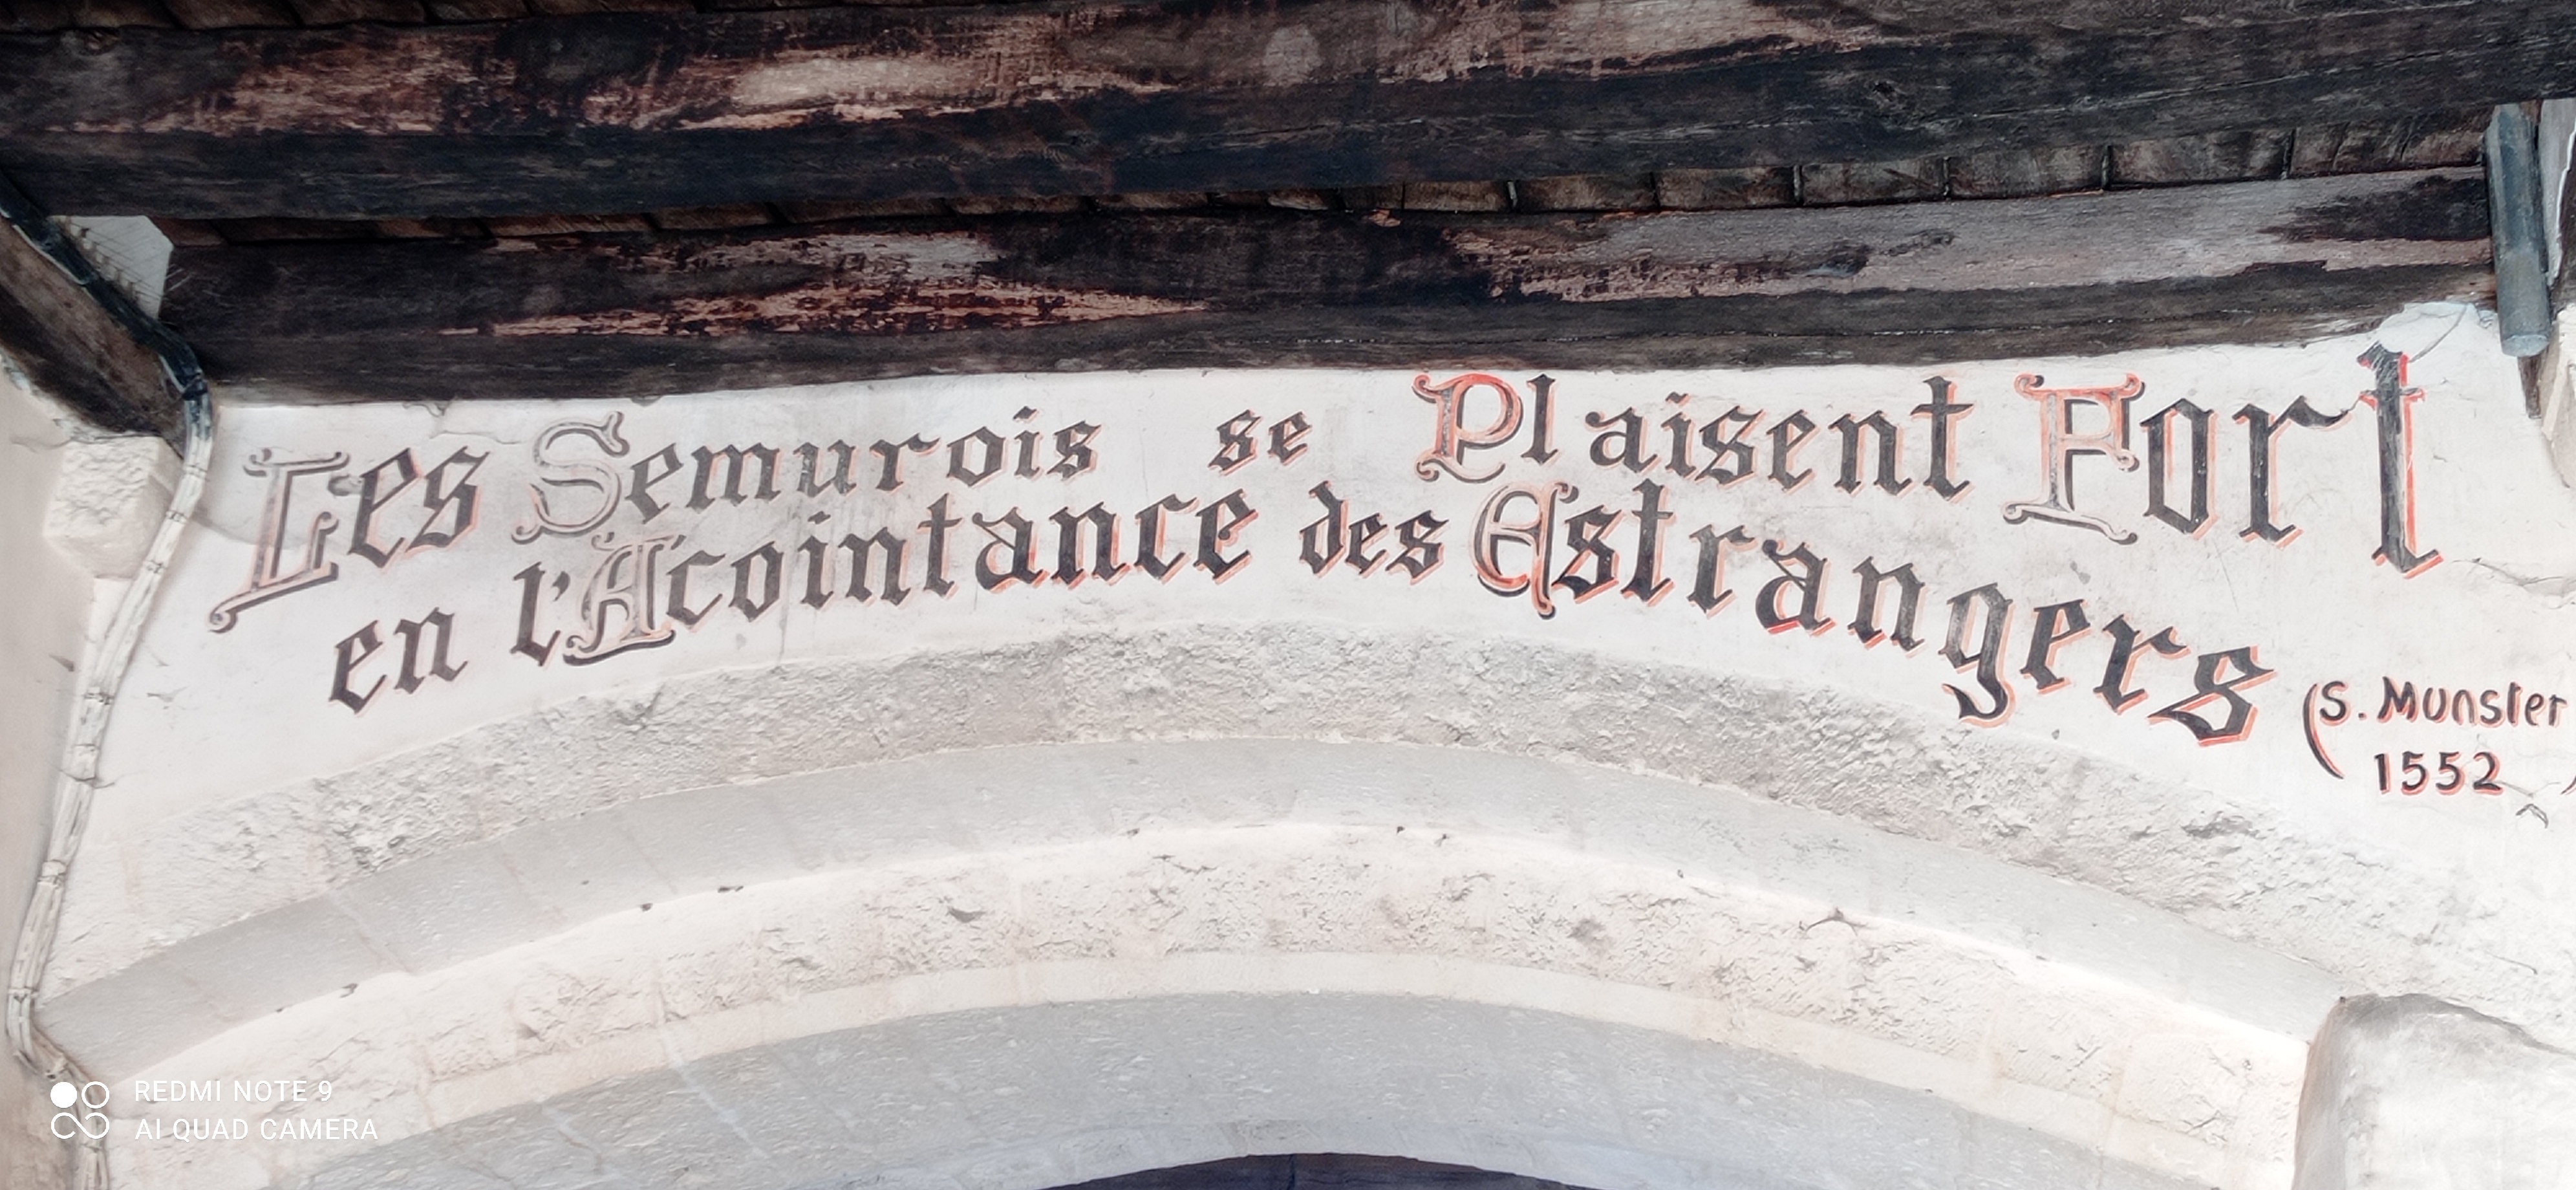 Les Semurois se Plaisent Fort
en l'Acointance des Estrangers
(S. Munster
1552)
REDMI NOTE 9
AI QUAD CAMERA